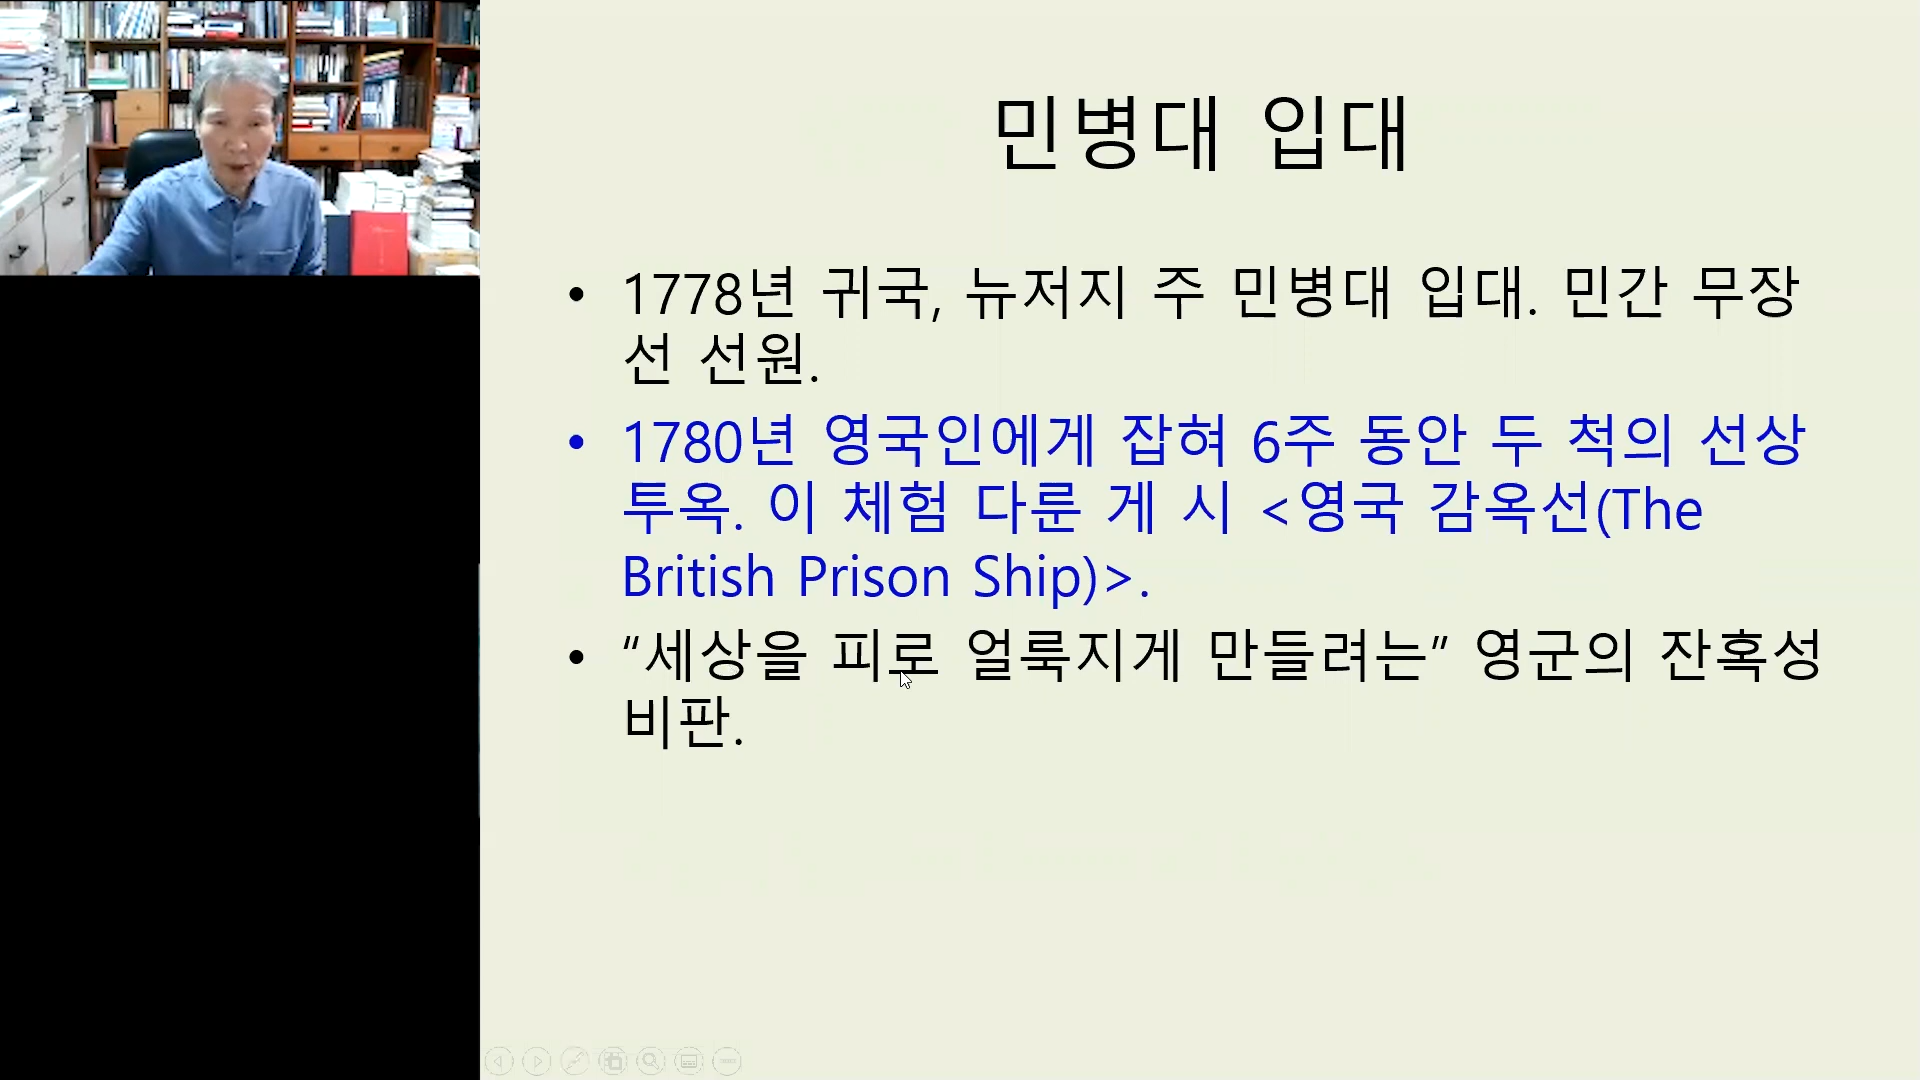 민병대 입대
• 1778년 귀국, 뉴저지 주 민병대 입대. 민간 무장
선 선원.
• 1780년 영국인에게 잡혀 6주 동안 두 척의 선상
투옥. 이 체험 다룬 게 시 <영국 감옥선(The
British Prison Ship)>.
• “세상을 피로 얼룩지게 만들려는” 영군의 잔혹성
비판.